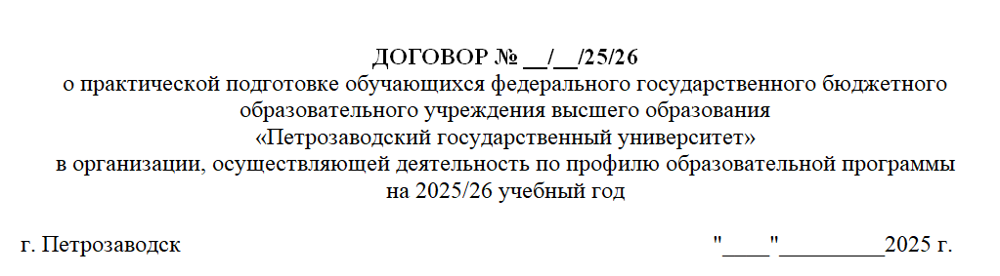 ДОГОВОР № __/__/25/26
о практической подготовке обучающихся федерального государственного бюджетного
образовательного учреждения высшего образования
«Петрозаводский государственный университет»
в организации, осуществляющей деятельность по профилю образовательной программы
на 2025/26 учебный год
г. Петрозаводск "____"_________2025 г.